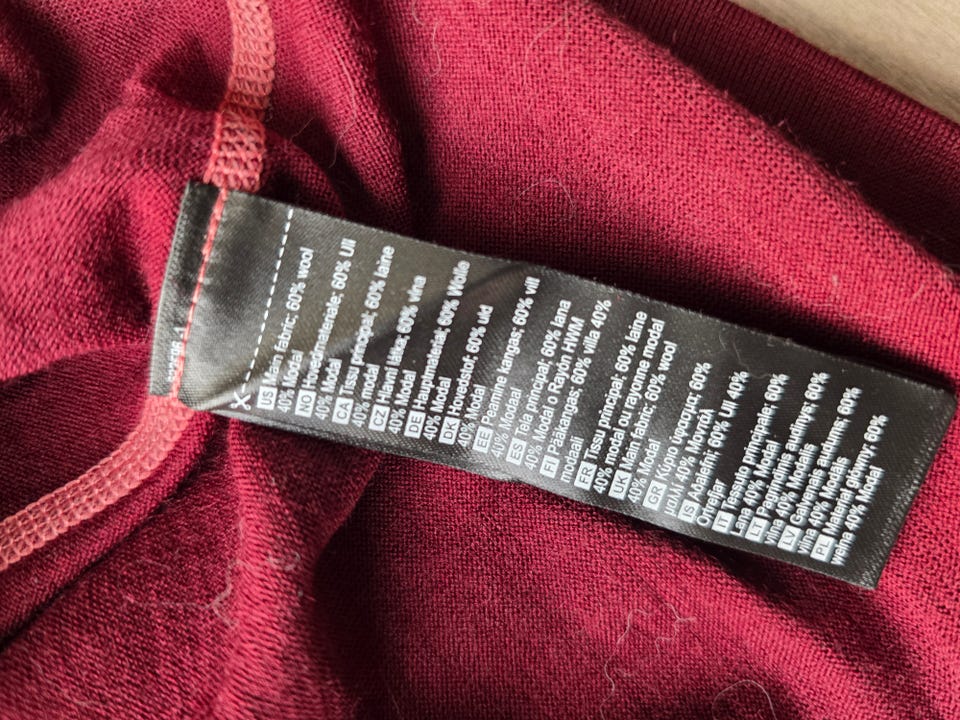 US Main fabric; 60% wool
40% Modal
NO Hovedmateriale; 60% Ull
40% Modal
CA Tissu principal; 60% laine
40% modal
CZ Hlavní látka; 60% vlna
40% Modal
DE Hauptmaterial; 60% Wolle
40% Modal
DK Hovedstof; 60% uld
40% Modal
EE Peamine kangas; 60% vill
40% Modaal
ES Tela principal; 60% lana
40% Modal o Rayón HWM
FI Pääkangas; 60% villa 40%
modaali
FR Tissu principal; 60% laine
40% modal ou rayonne modal
UK Main fabric; 60% wool
40% Modal
GR Κύριο ύφασμα; 60%
μαλλί 40% Μοντάλ
IS Aðalefni; 60% Ull 40%
IT Tessuto principale; 60%
Lana 40% Modal
LT Pagrindinis audinys; 60%
vilna 40% Modalas
LV Galvenais audums; 60%
vilna 40% Modāls
PL Materiał główny; 60%
wełna 40% Modal